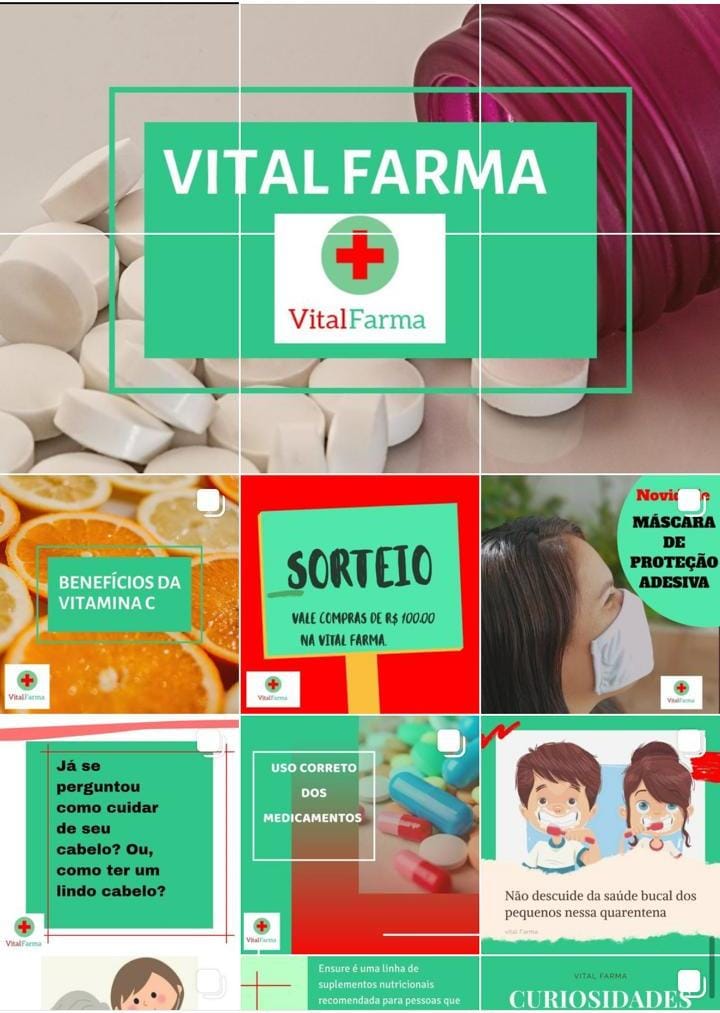 VITAL FARMA
VitalFarma
BENEFÍCIOS DA
VITAMINA C
VitalFarma
SORTEIO
VALE COMPRAS DE R$ 100,00
NA VITAL FARMA.
VitalFarma
MÁSCARA
DE
PROTEÇÃO
ADESIVA
VitalFarma
Já se
perguntou
como cuidar
de seu
cabelo? Ou,
como ter um
lindo cabelo?
VitalFarma
USO CORRETO
DOS
MEDICAMENTOS
VitalFarma
Não descuide da saúde bucal dos
pequenos nessa quarentena
vital Farma
Ensure é uma linha de
suplementos nutricionais
recomendada para pessoas que
VITAL FARMA
CURIOSIDADES